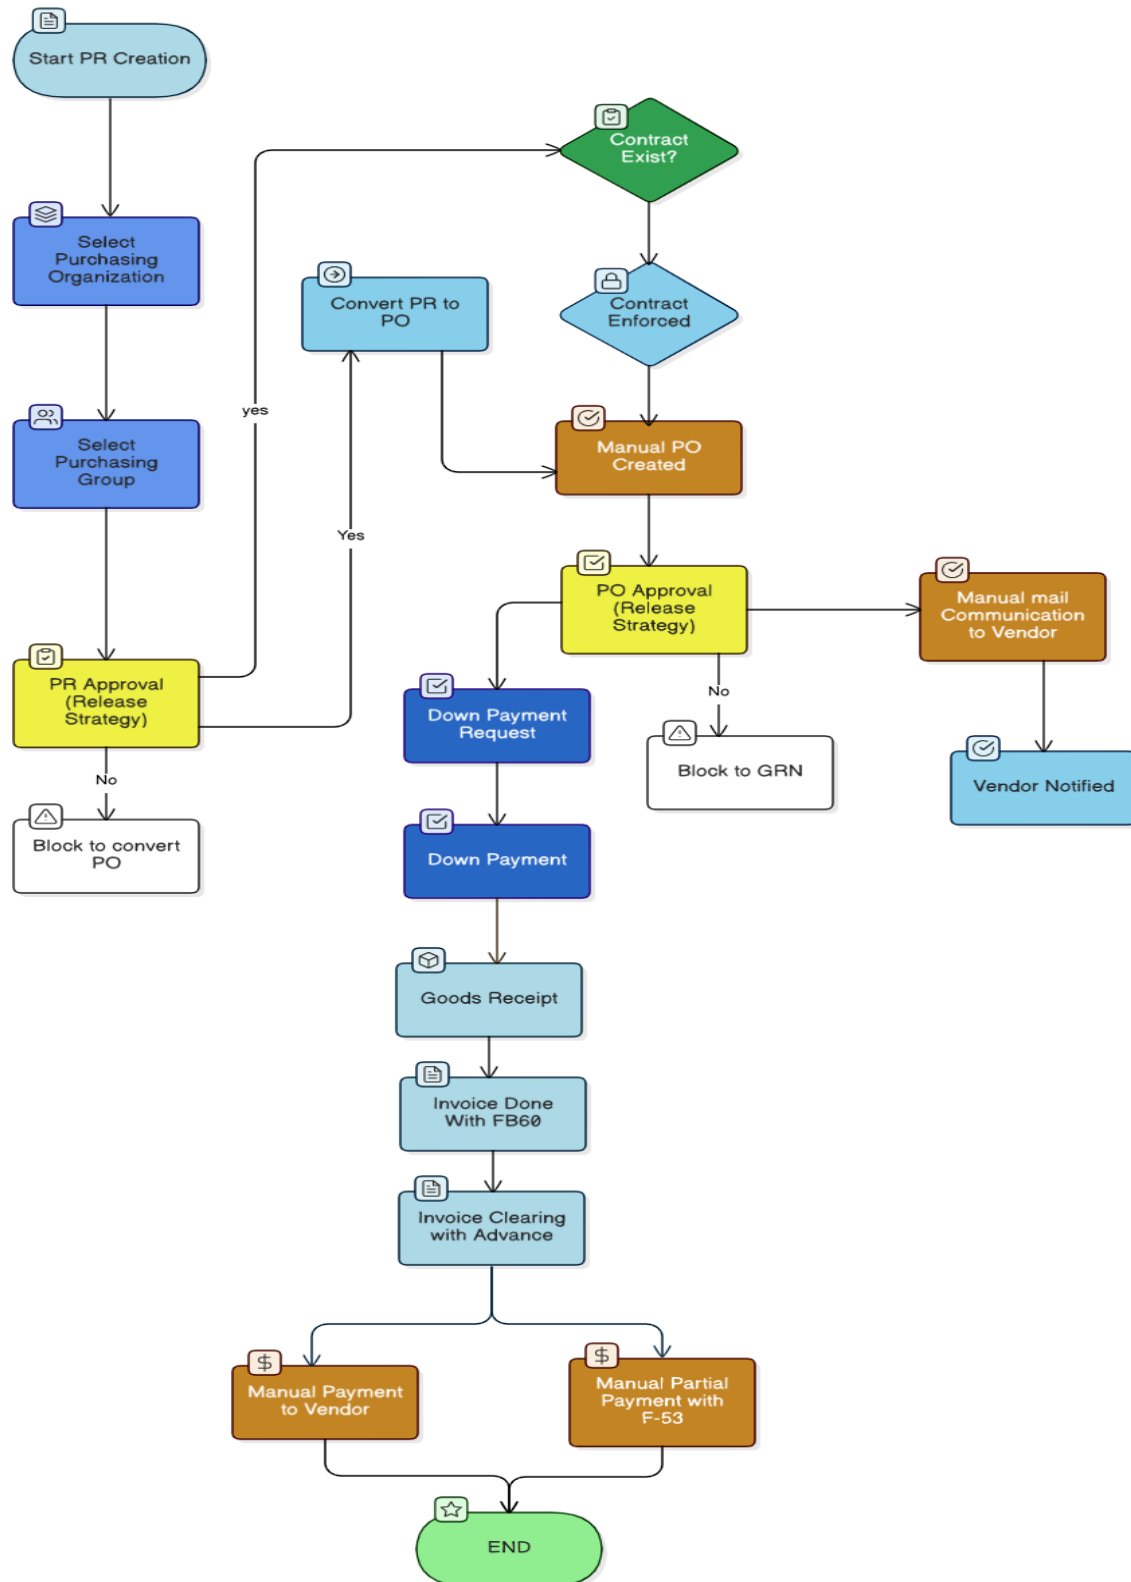 Start PR Creation
Contract
Exist?
Select
Purchasing
Organization
Convert PR to
PO
Contract
Enforced
yes
Select
Purchasing
Group
Manual PO
Created
Yes
PO Approval
(Release
Strategy)
Manual mail
Communication
to Vendor
PR Approval
(Release
Strategy)
No
Down Payment
Request
Block to GRN
Vendor Notified
No
Block to convert
PO
Down Payment
Goods Receipt
Invoice Done
With FB60
Invoice Clearing
with Advance
$
Manual Payment
to Vendor
$
Manual Partial
Payment with
F-53
END